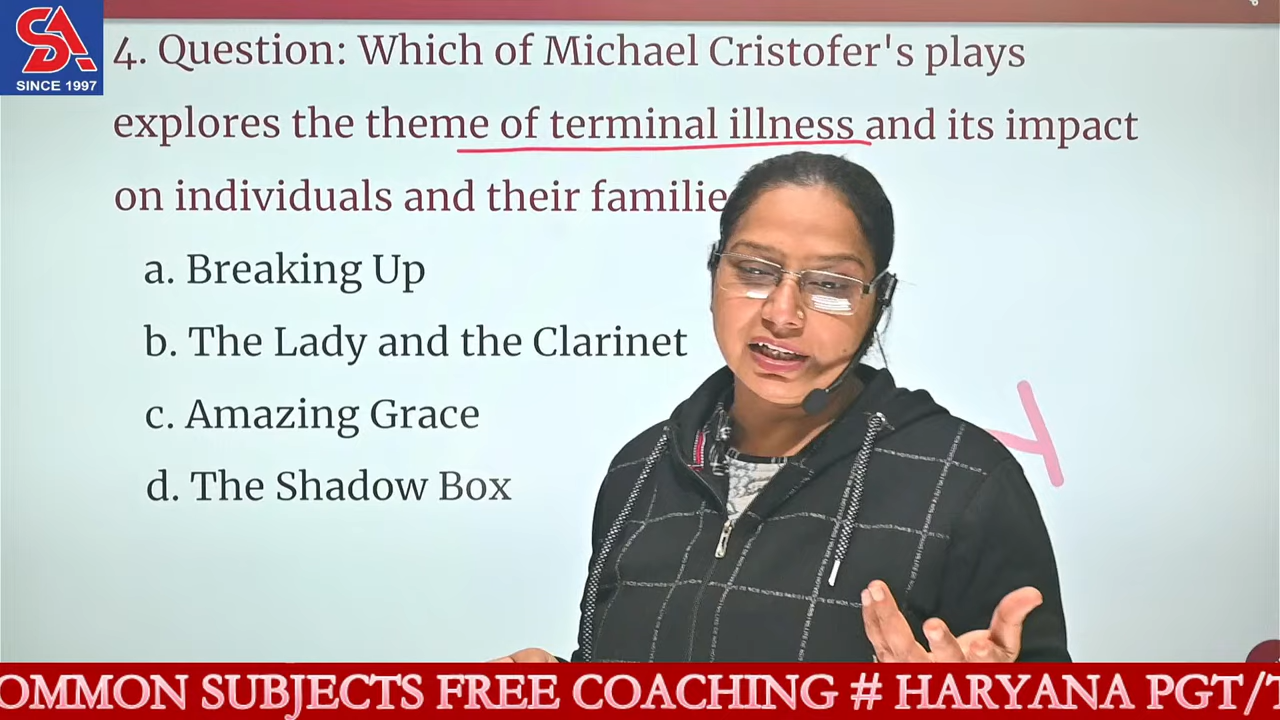 SA
SINCE 1997
4. Question: Which of Michael Cristofer's plays
explores the theme of terminal illness and its impact
on individuals and their familie
a. Breaking Up
b. The Lady and the Clarinet
c. Amazing Grace
d. The Shadow Box
OMMON SUBJECTS FREE COACHING # HARYANA PGT/T